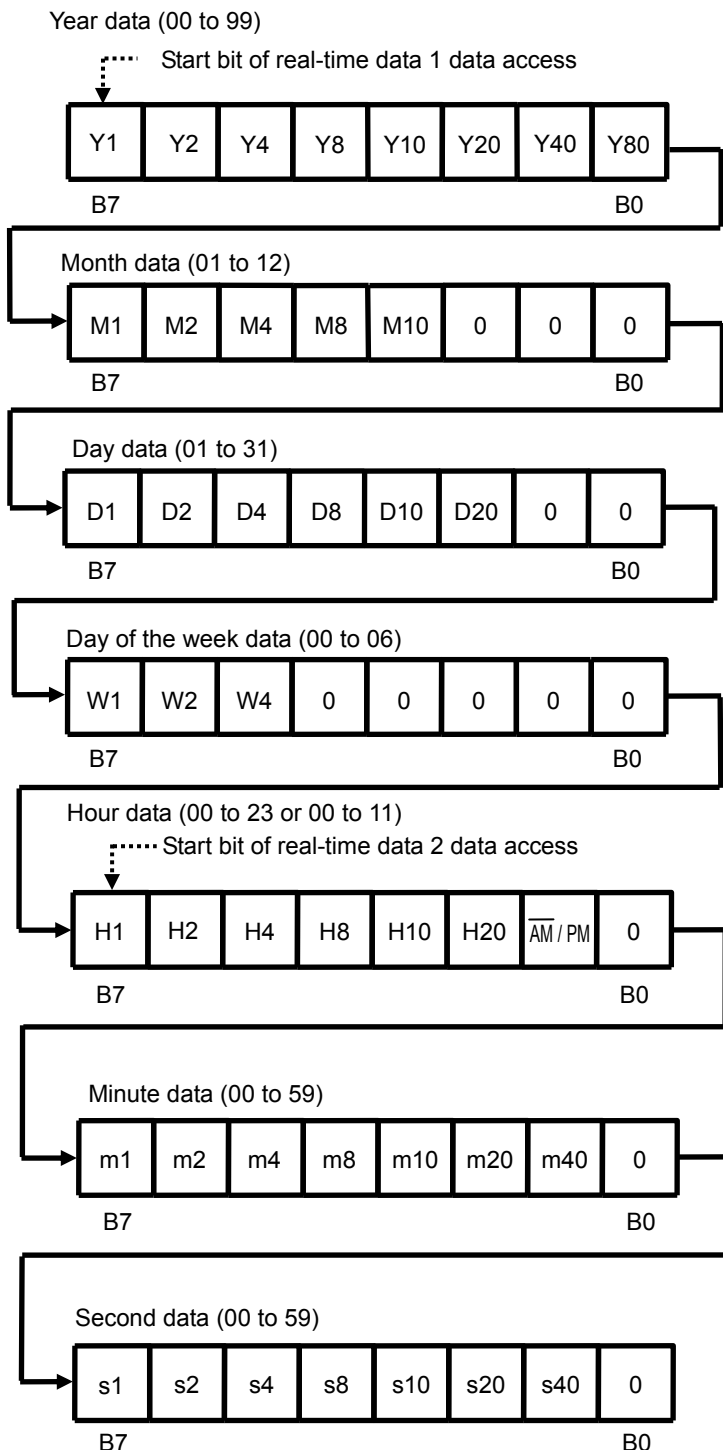 Year data (00 to 99)
Start bit of real-time data 1 data access
Y1 Y2 Y4 Y8 Y10 Y20 Y40 Y80
B7 B0
Month data (01 to 12)
M1 M2 M4 M8 M10 0 0 0
B7 B0
Day data (01 to 31)
D1 D2 D4 D8 D10 D20 0 0
B7 B0
Day of the week data (00 to 06)
W1 W2 W4 0 0 0 0 0
B7 B0
Hour data (00 to 23 or 00 to 11)
Start bit of real-time data 2 data access
H1 H2 H4 H8 H10 H20 A̅M̅ / PM 0
B7 B0
Minute data (00 to 59)
m1 m2 m4 m8 m10 m20 m40 0
B7 B0
Second data (00 to 59)
s1 s2 s4 s8 s10 s20 s40 0
B7 B0